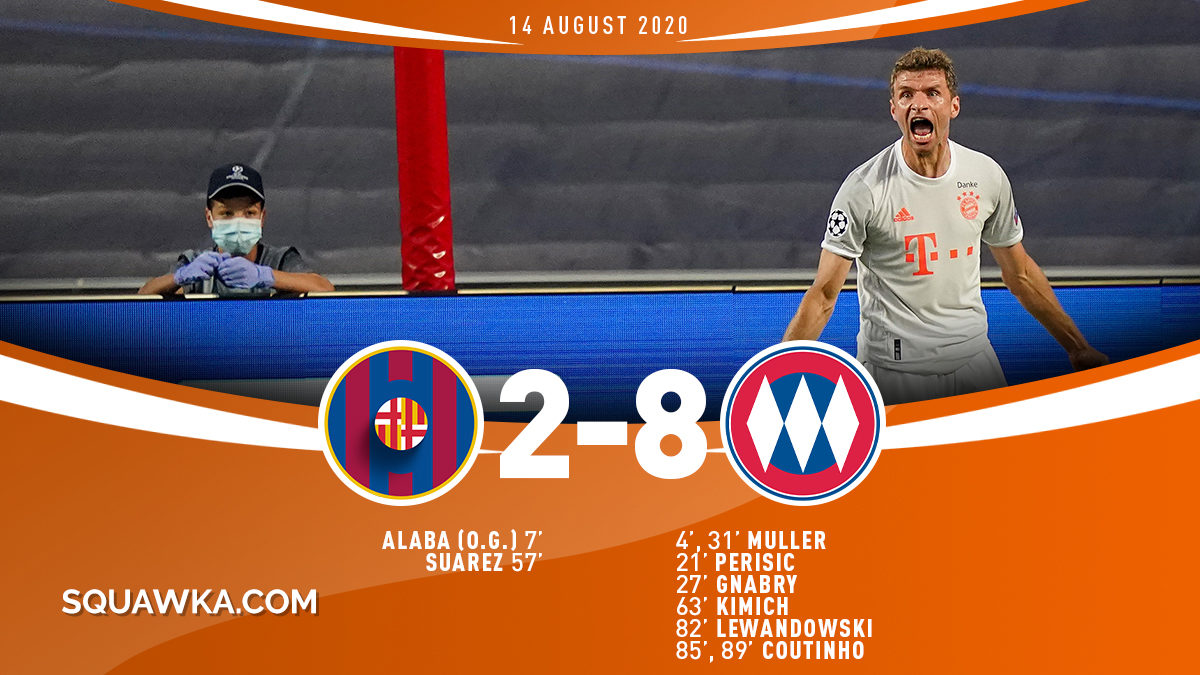 14 AUGUST 2020
Danke
adidas
T
2-8
ALABA (O.G.) 7’
SUAREZ 57’
4’, 31’ MULLER
21’ PERISIC
27’ GNABRY
63’ KIMICH
82’ LEWANDOWSKI
85’, 89’ COUTINHO
SQUAWKA.COM